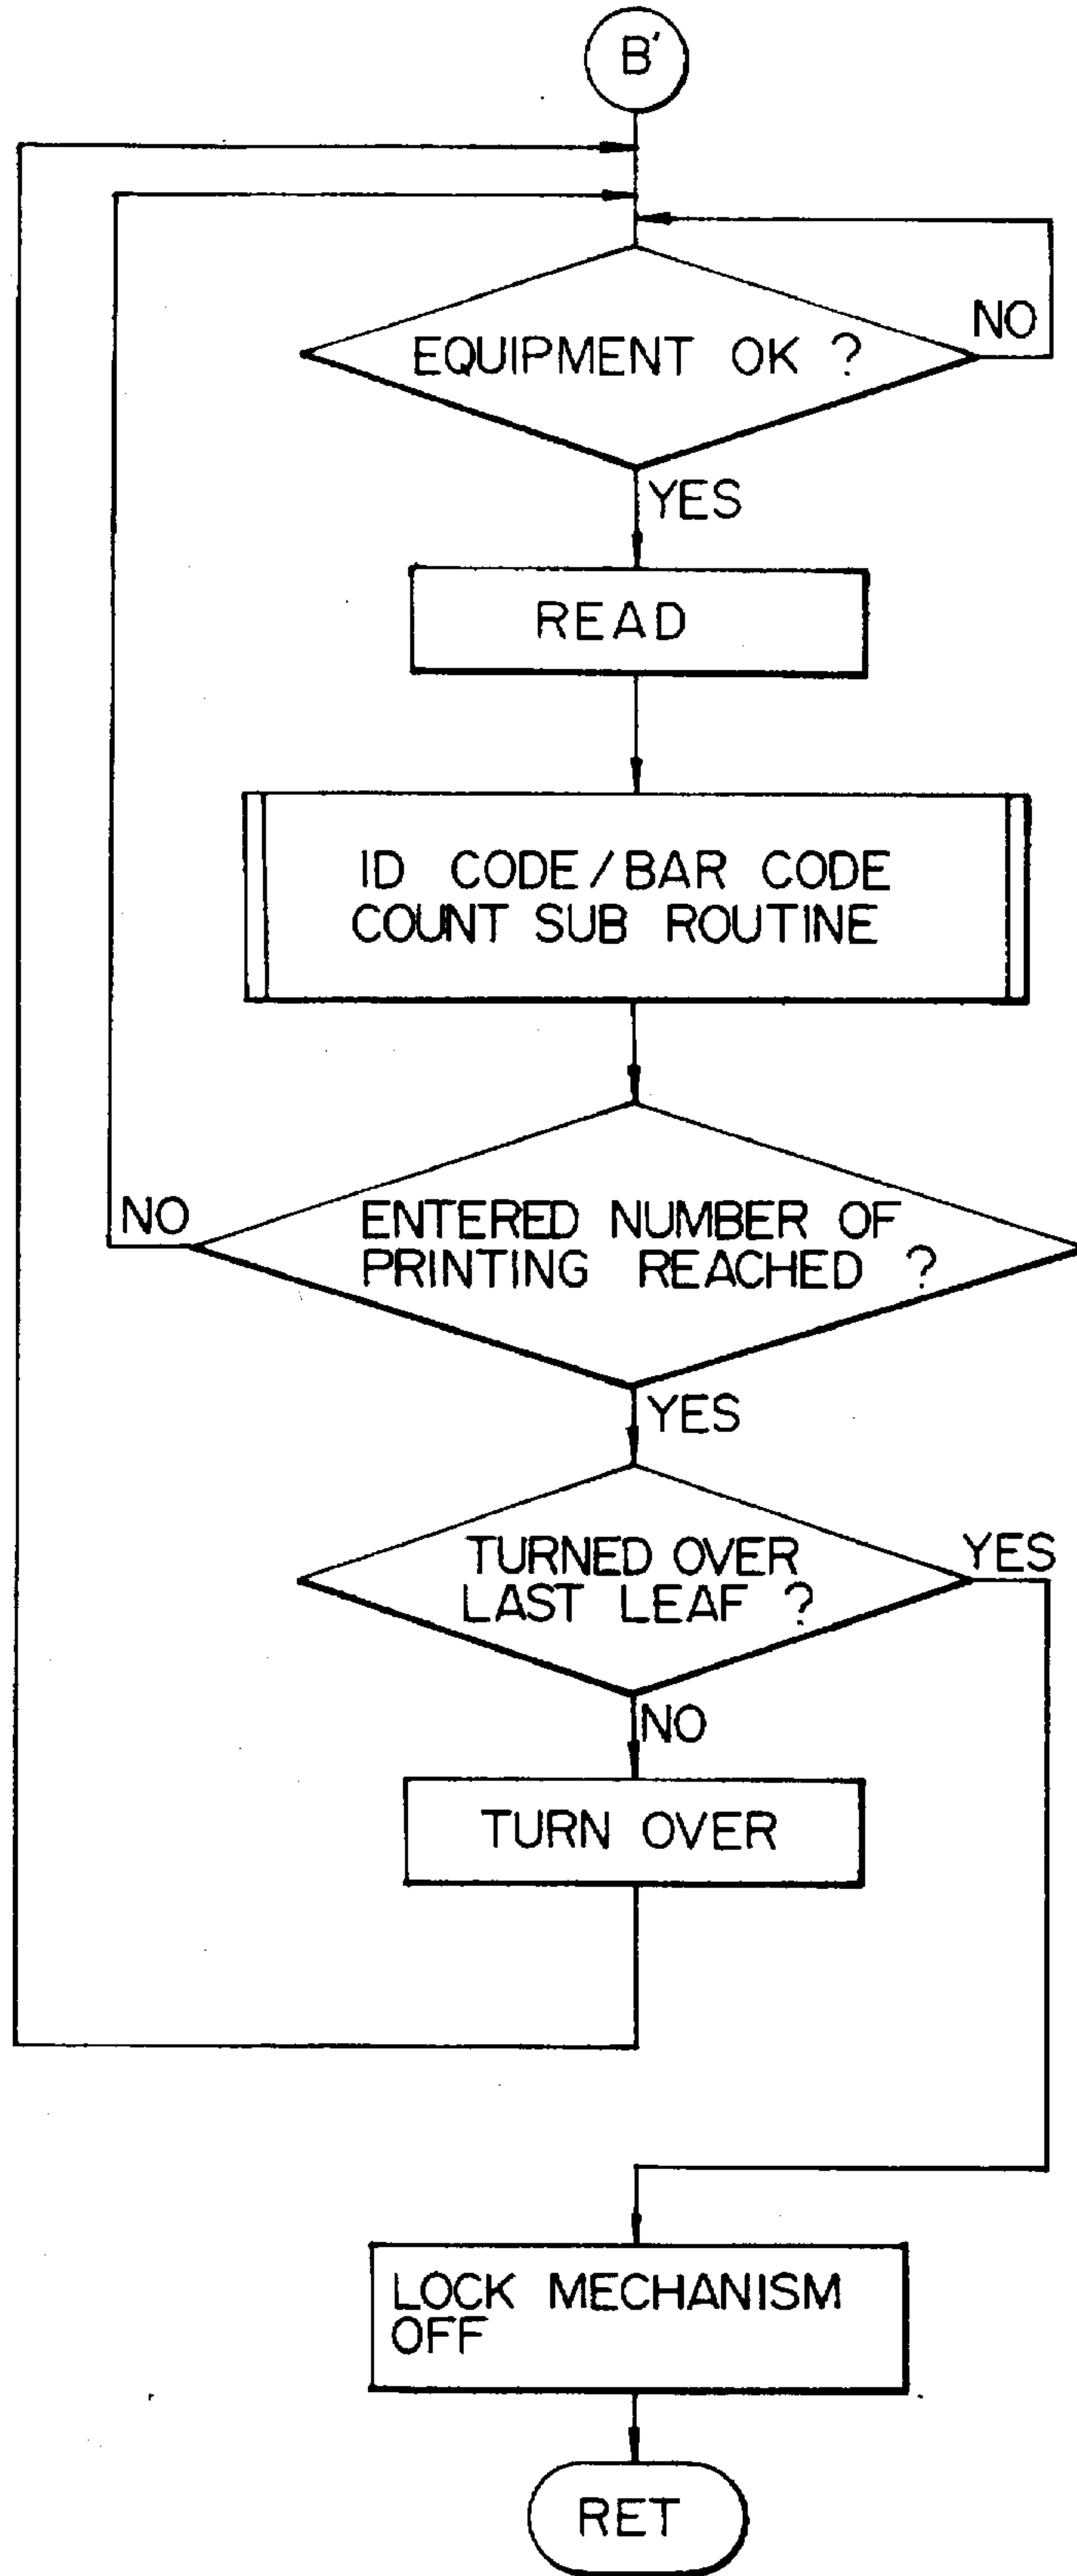 B'
EQUIPMENT OK ?
NO
YES
READ
ID CODE/BAR CODE
COUNT SUB ROUTINE
NO
ENTERED NUMBER OF
PRINTING REACHED ?
YES
TURNED OVER
LAST LEAF ?
YES
NO
TURN OVER
LOCK MECHANISM
OFF
RET